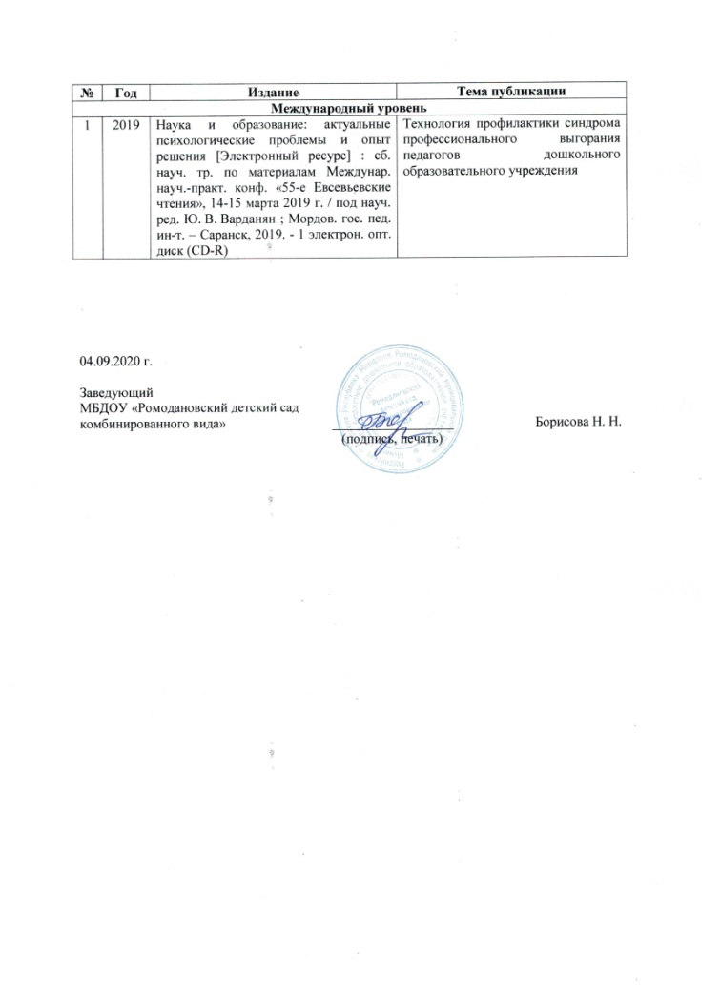 № Год Издание Тема публикации
Международный уровень
1 2019 Наука и образование: актуальные Технология профилактики синдрома
психологические проблемы и опыт профессионального выгорания
решения [Электронный ресурс] : сб. педагогов дошкольного
науч. тр. по материалам Междунар. образовательного учреждения
науч.-практ. конф. «55-е Евсевьевские
чтения», 14-15 марта 2019 г. / под науч.
ред. Ю. В. Варданян ; Мордов. гос. пед.
ин-т. – Саранск, 2019. - 1 электрон. опт.
диск (CD-R)
04.09.2020 г.
Заведующий
МБДОУ «Ромодановский детский сад
комбинированного вида» Борисова Н. Н.
(подпись, печать)